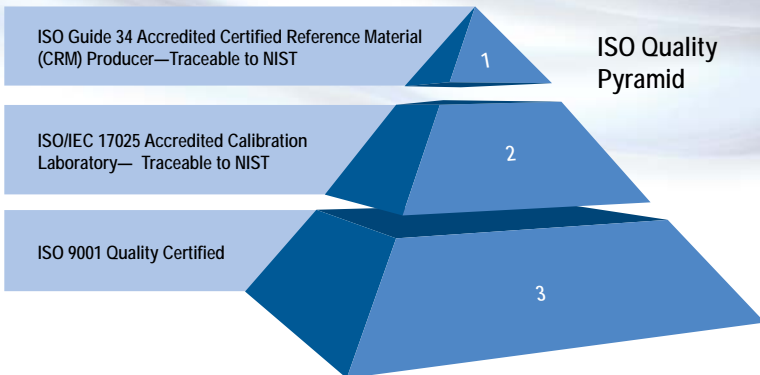 ISO Guide 34 Accredited Certified Reference Material
(CRM) Producer—Traceable to NIST
1
ISO Quality
Pyramid
ISO/IEC 17025 Accredited Calibration
Laboratory— Traceable to NIST
2
ISO 9001 Quality Certified
3